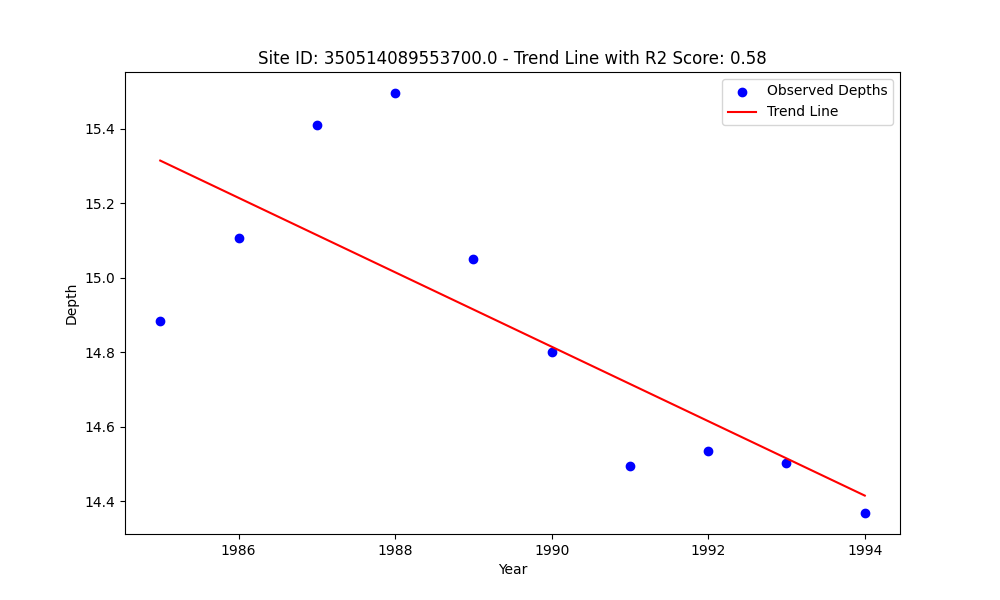 Site ID: 350514089553700.0 - Trend Line with R2 Score: 0.58
Observed Depths
Trend Line
15.4
15.2
15.0
14.8
14.6
14.4
Depth
1986
1988
1990
1992
1994
Year